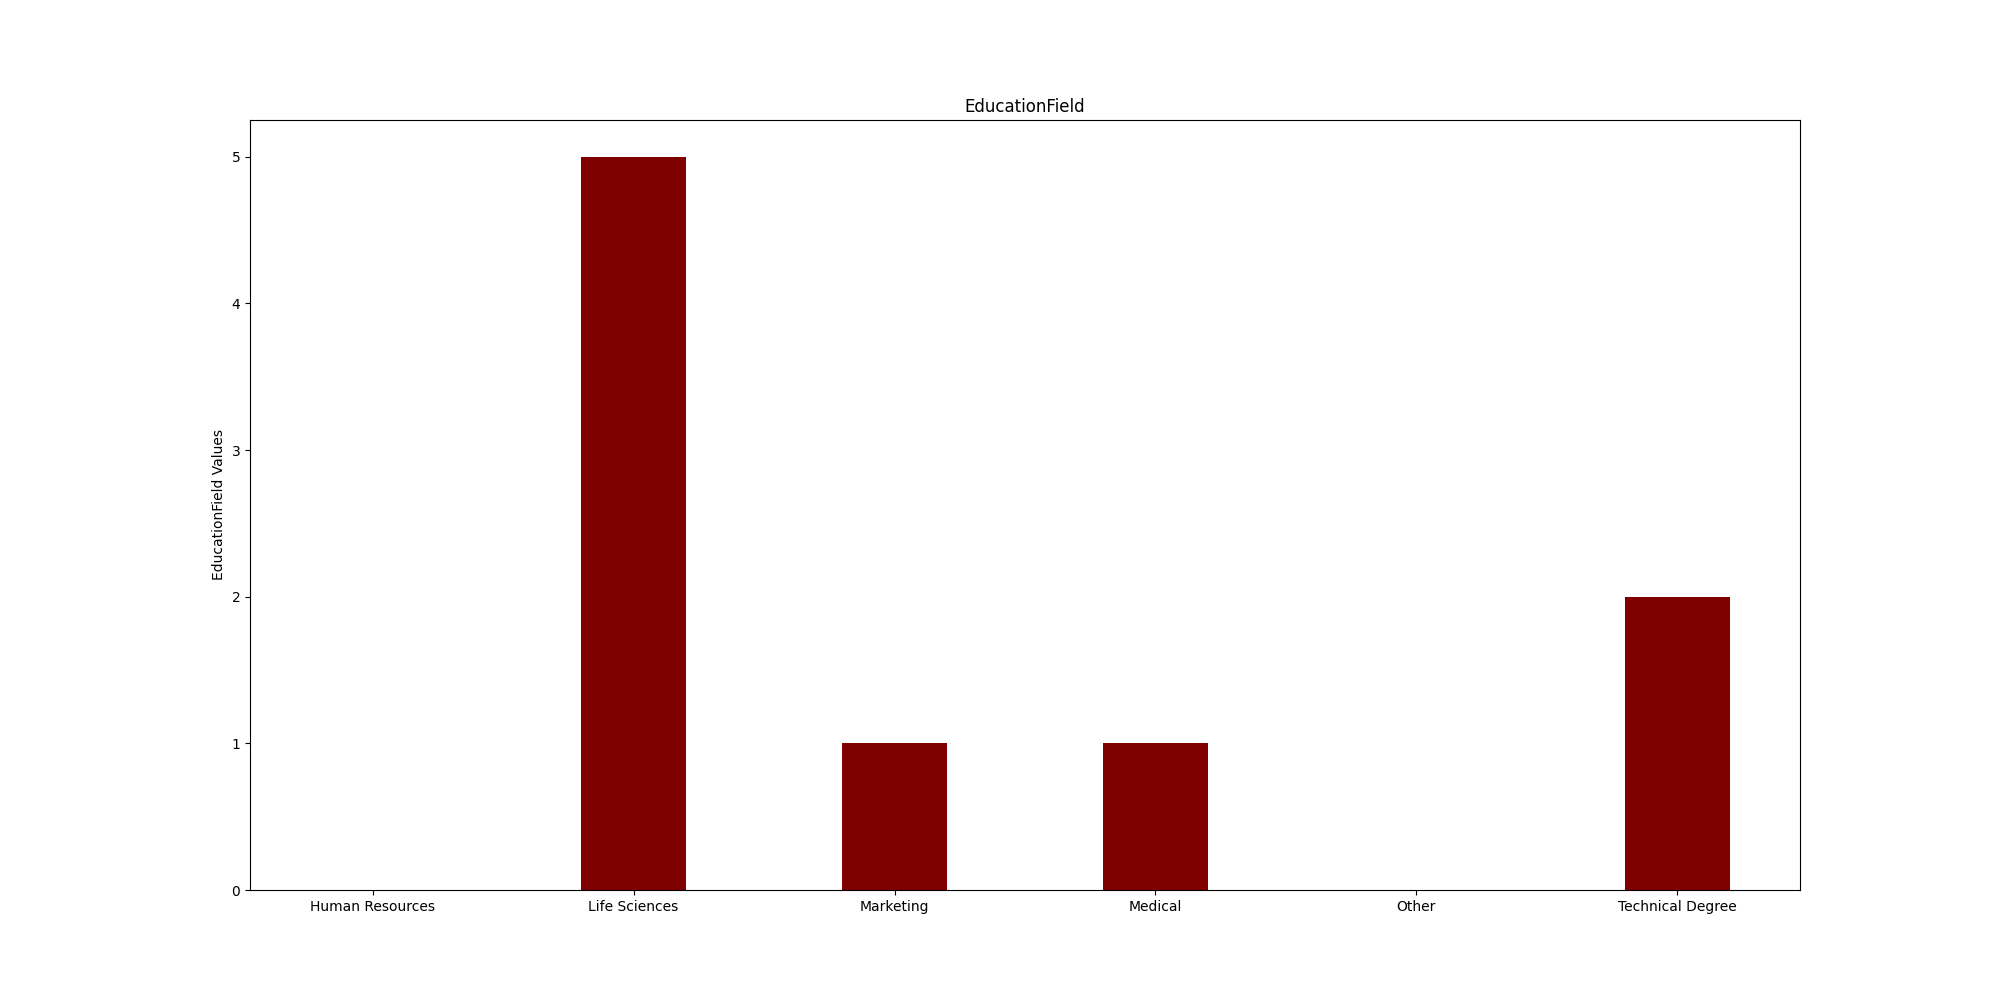 EducationField
EducationField Values
5
4
3
2
1
0
Human Resources Life Sciences Marketing Medical Other Technical Degree